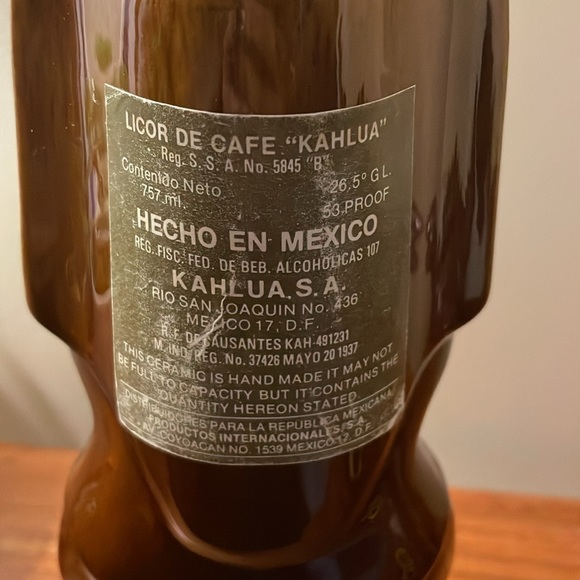 LICOR DE CAFE "KAHLUA"
Reg. S. S. A. No. 5845 "B"
Contenido Neto 26,5° G L.
757 ml. 53 PROOF
HECHO EN MEXICO
REG. FISC. FED. DE BEB. ALCOHOLICAS 107
KAHLUA, S. A.
RIO SAN JOAQUIN No. 436
MEXICO 17, D. F.
R. F. DE CAUSANTES KAH-491231
M. IND. REG. No. 37426 MAYO 20 1937
THIS CERAMIC IS HAND MADE IT MAY NOT
BE FULL TO CAPACITY BUT IT CONTAINS THE
QUANTITY HEREON STATED
DISTRIBUIDORES PARA LA REPUBLICA MEXICANA
PRODUCTOS INTERNACIONALES, S.A.
AV. COYOACAN NO. 1539 MEXICO 12, D. F.